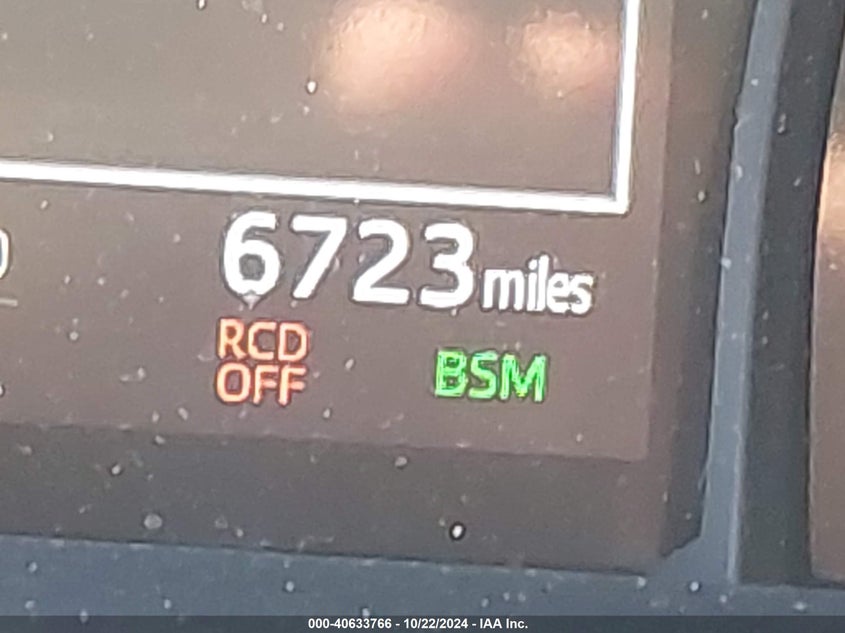 6723 miles
RCD
OFF
BSM
000-40633766 - 10/22/2024 - IAA Inc.